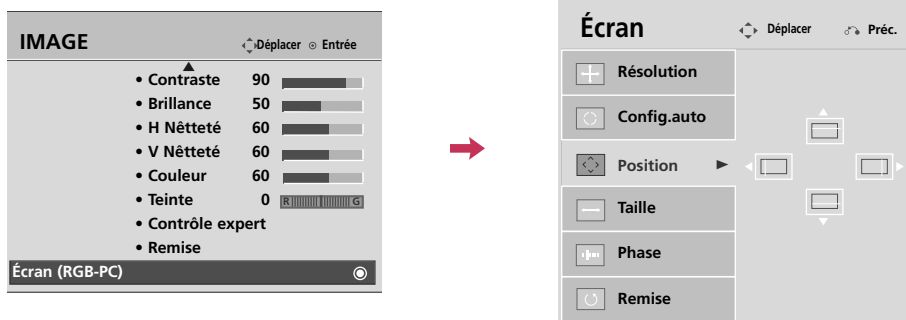 IMAGE
Déplacer Entrée
• Contraste 90
• Brillance 50
• H Nêtteté 60
• V Nêtteté 60
• Couleur 60
• Teinte 0 R G
• Contrôle expert
• Remise
Écran (RGB-PC)
Écran
Déplacer Préc.
Résolution
Config.auto
Position
Taille
Phase
Remise